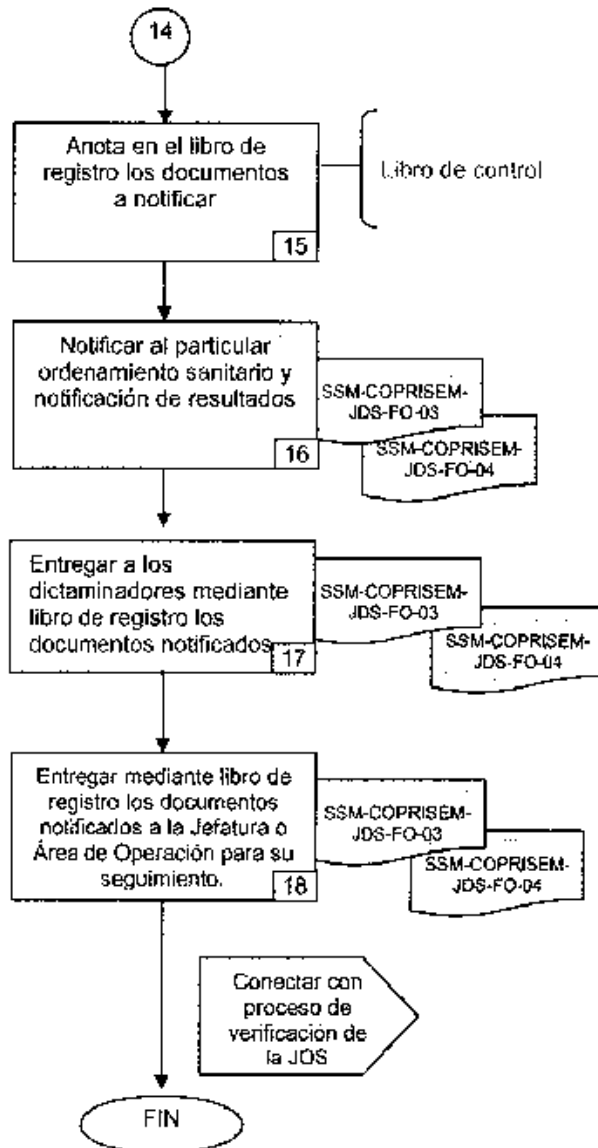 14
Anota en el libro de
registro los documentos
a notificar
15
Libro de control
Notificar al particular
ordenamiento sanitario y
notificación de resultados
16
SSM-COPRISEM-
JDS-FO-03
SSM-COPRISEM-
JDS-FO-04
Entregar a los
dictaminadores mediante
libro de registro los
documentos notificados.
17
SSM-COPRISEM-
JDS-FO-03
SSM-COPRISEM-
JDS-FO-04
Entregar mediante libro de
registro los documentos
notificados a la Jefatura o
Área de Operación para su
seguimiento.
18
SSM-COPRISEM-
JDS-FO-03
SSM-COPRISEM-
JDS-FO-04
Conectar con
proceso de
verificación de
la JOS
FIN